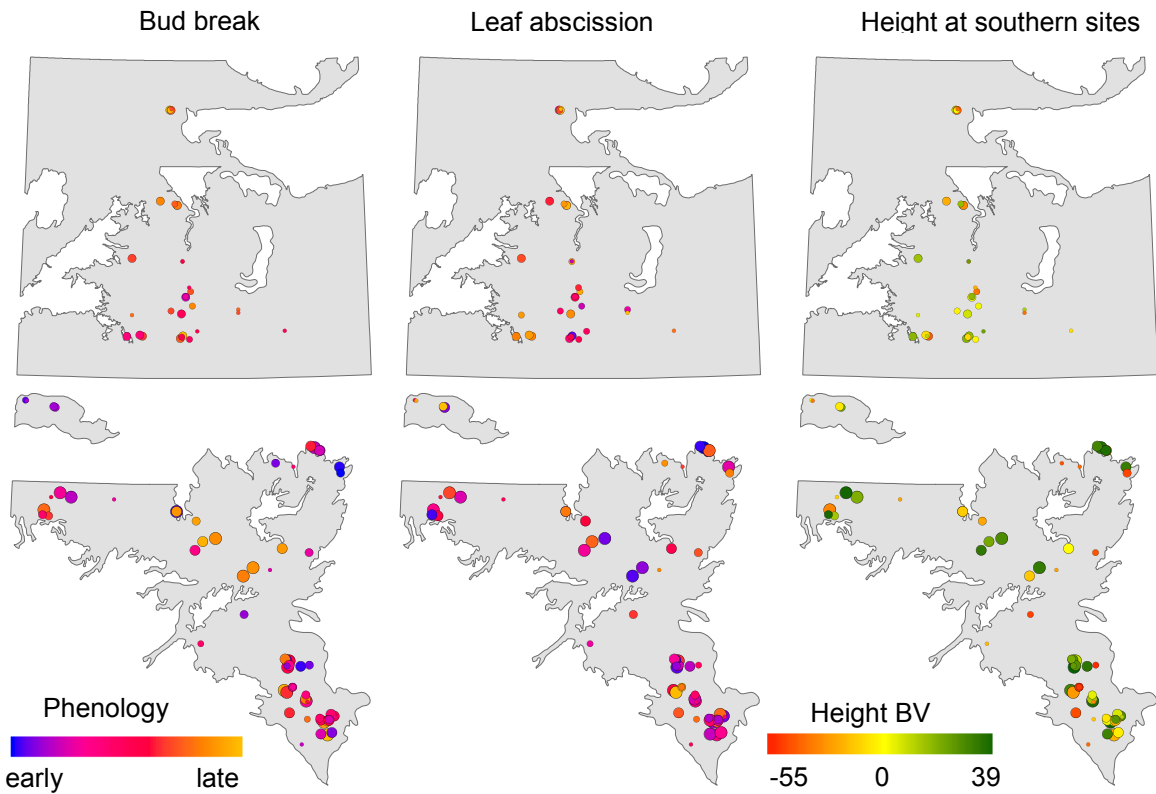 Bud break
Leaf abscission
Height at southern sites
Phenology
early
late
Height BV
-55
0
39